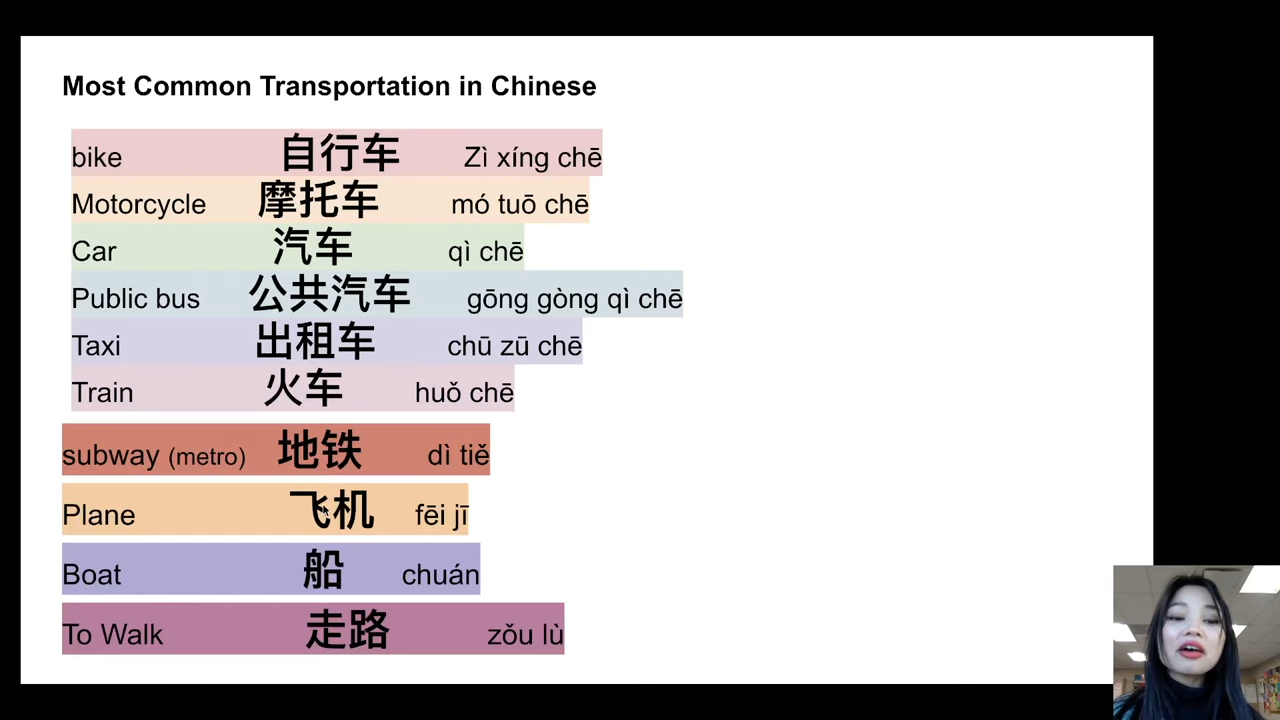 Most Common Transportation in Chinese
bike 自行车 Zì xíng chē
Motorcycle 摩托车 mó tuō chē
Car 汽车 qì chē
Public bus 公共汽车 gōng gòng qì chē
Taxi 出租车 chū zū chē
Train 火车 huǒ chē
subway (metro) 地铁 dì tiě
Plane 飞机 fēi jī
Boat 船 chuán
To Walk 走路 zǒu lù